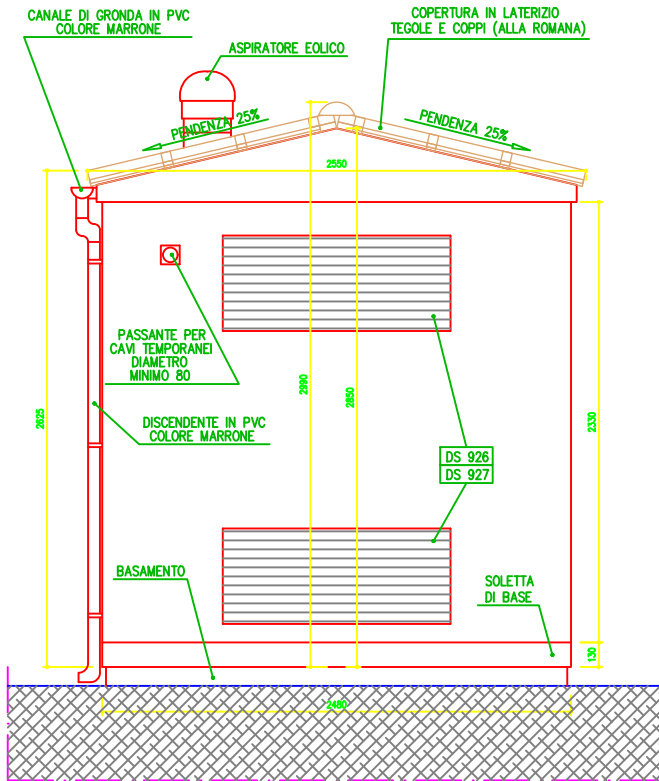 CANALE DI GRONDA IN PVC
COLORE MARRONE
COPERTURA IN LATERIZIO
TEGOLE E COPPI (ALLA ROMANA)
ASPIRATORE EOLICO
PENDENZA 25%
PENDENZA 25%
2550
PASSANTE PER
CAVI TEMPORANEI
DIAMETRO
MINIMO 80
2990
2850
2625
2330
DISCENDENTE IN PVC
COLORE MARRONE
DS 926
DS 927
BASAMENTO
SOLETTA
DI BASE
130
2480